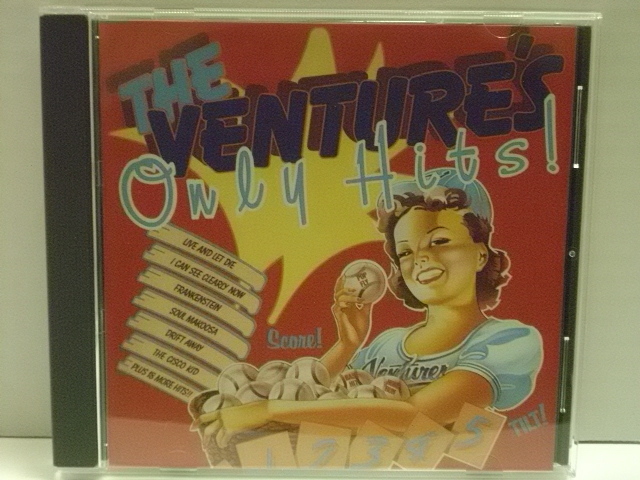 THE
VENTURES
Only Hits!
LIVE AND LET DIE
I CAN SEE CLEARLY NOW
FRANKENSTEIN
SOUL MAKOSSA
DRIFT AWAY
THE CISCO KID
PLUS 18 MORE HITS!!
Score!
Ventures
TILT!
1 2 3 4 5